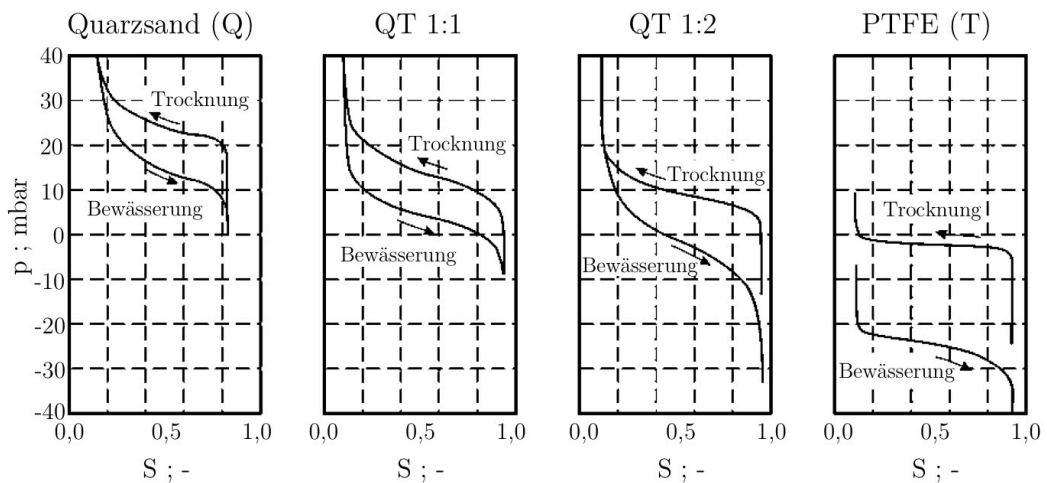 Quarzsand (Q)
QT 1:1
QT 1:2
PTFE (T)
p ; mbar
40
30
20
10
0
-10
-20
-30
-40
Trocknung
Bewässerung
Trocknung
Bewässerung
Trocknung
Bewässerung
Trocknung
Bewässerung
0,0 0,5 1,0
0,0 0,5 1,0
0,0 0,5 1,0
0,0 0,5 1,0
S ; -
S ; -
S ; -
S ; -